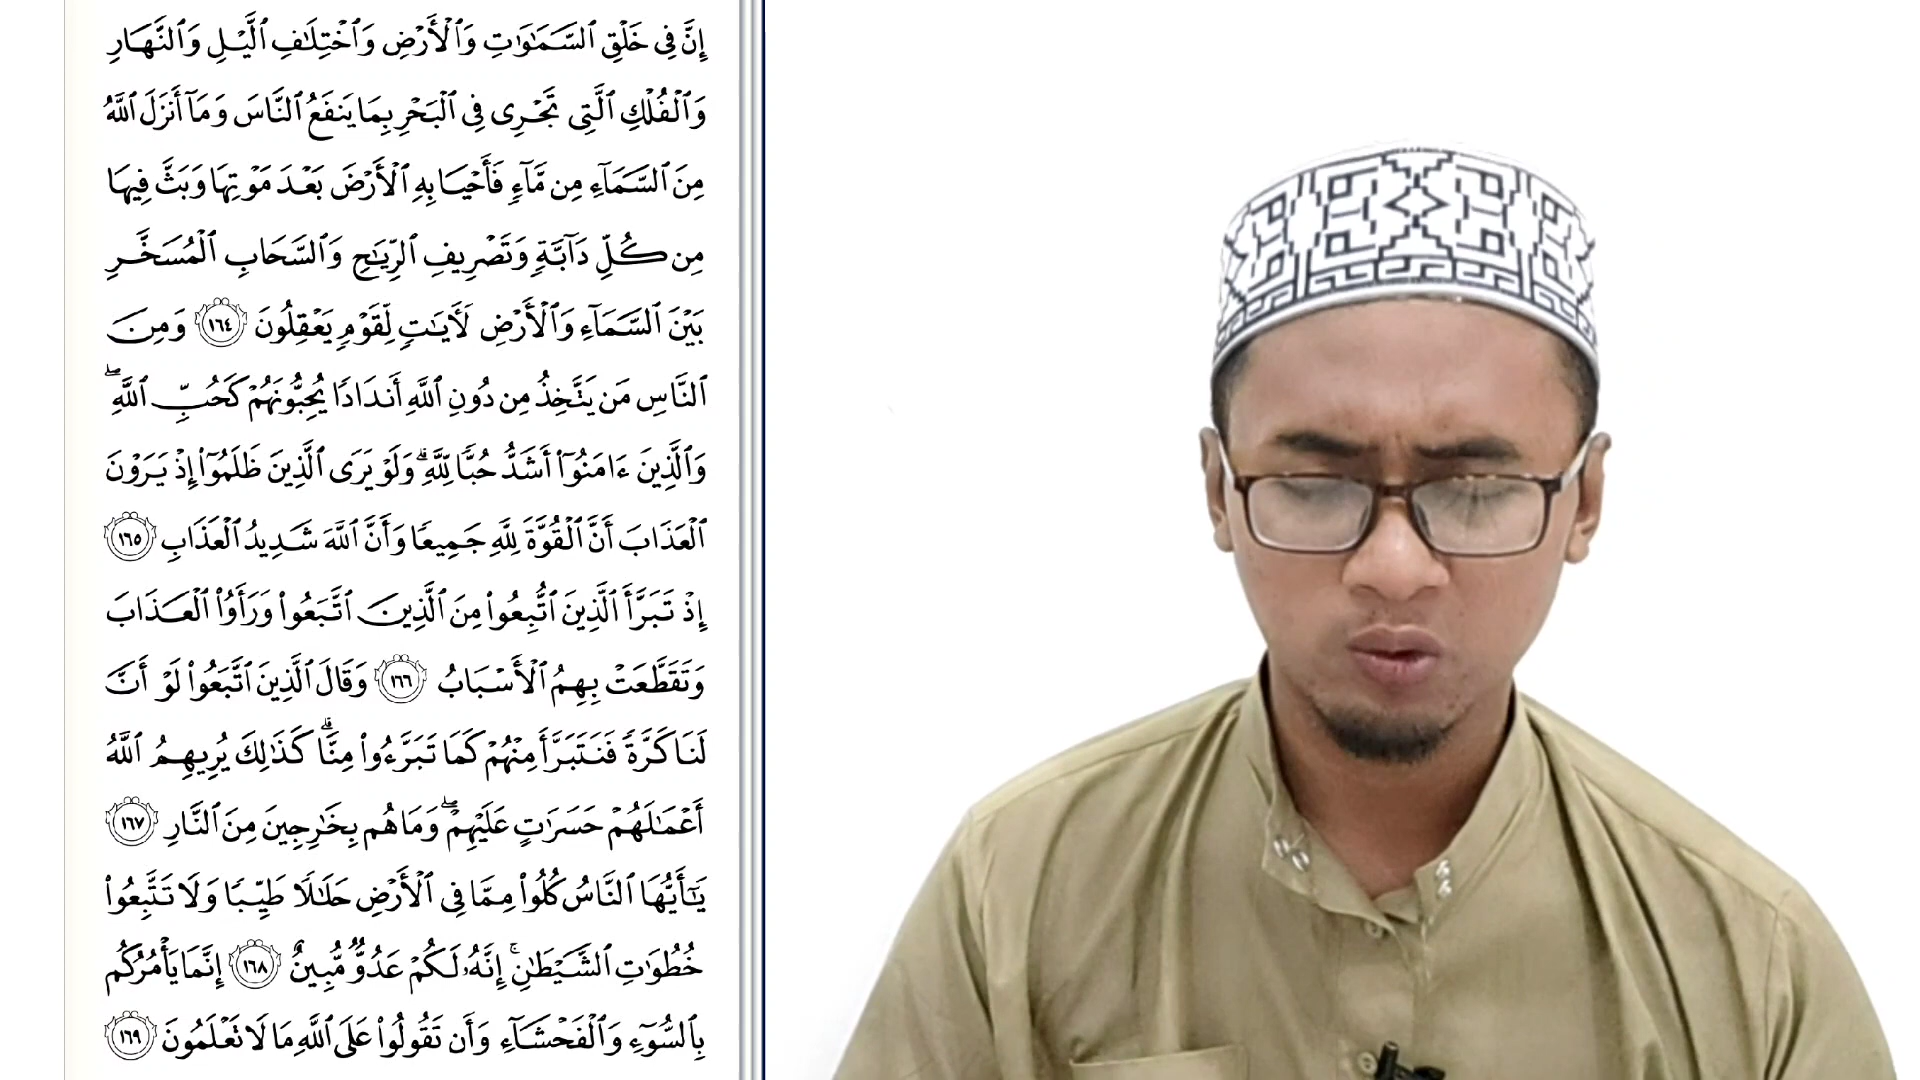 إِنَّ فِى خَلْقِ ٱلسَّمَٰوَٰتِ وَٱلْأَرْضِ وَٱخْتِلَٰفِ ٱلَّيْلِ وَٱلنَّهَارِ
وَٱلْفُلْكِ ٱلَّتِى تَجْرِى فِى ٱلْبَحْرِ بِمَا يَنفَعُ ٱلنَّاسَ وَمَآ أَنزَلَ ٱللَّهُ
مِنَ ٱلسَّمَآءِ مِن مَّآءٍ فَأَحْيَا بِهِ ٱلْأَرْضَ بَعْدَ مَوْتِهَا وَبَثَّ فِيهَا
مِن كُلِّ دَآبَّةٍ وَتَصْرِيفِ ٱلرِّيَٰحِ وَٱلسَّحَابِ ٱلْمُسَخَّرِ
بَيْنَ ٱلسَّمَآءِ وَٱلْأَرْضِ لَءَايَٰتٍ لِّقَوْمٍ يَعْقِلُونَ ١٦٤ وَمِنَ
ٱلنَّاسِ مَن يَتَّخِذُ مِن دُونِ ٱللَّهِ أَندَادًا يُحِبُّونَهُمْ كَحُبِّ ٱللَّهِ ۖ
وَٱلَّذِينَ ءَامَنُوٓا۟ أَشَدُّ حُبًّا لِّلَّهِ ۗ وَلَوْ يَرَى ٱلَّذِينَ ظَلَمُوٓا۟ إِذْ يَرَوْنَ
ٱلْعَذَابَ أَنَّ ٱلْقُوَّةَ لِلَّهِ جَمِيعًا وَأَنَّ ٱللَّهَ شَدِيدُ ٱلْعَذَابِ ١٦٥
إِذْ تَبَرَّأَ ٱلَّذِينَ ٱتُّبِعُوا۟ مِنَ ٱلَّذِينَ ٱتَّبَعُوا۟ وَرَأَوُا۟ ٱلْعَذَابَ
وَتَقَطَّعَتْ بِهِمُ ٱلْأَسْبَابُ ١٦٦ وَقَالَ ٱلَّذِينَ ٱتَّبَعُوا۟ لَوْ أَنَّ
لَنَا كَرَّةً فَنَتَبَرَّأَ مِنْهُمْ كَمَا تَبَرَّءُوا۟ مِنَّا ۗ كَذَٰلِكَ يُرِيهِمُ ٱللَّهُ
أَعْمَٰلَهُمْ حَسَرَٰتٍ عَلَيْهِمْ ۖ وَمَا هُم بِخَٰرِجِينَ مِنَ ٱلنَّارِ ١٦٧
يَٰٓأَيُّهَا ٱلنَّاسُ كُلُوا۟ مِمَّا فِى ٱلْأَرْضِ حَلَٰلًا طَيِّبًا وَلَا تَتَّبِعُوا۟
خُطُوَٰتِ ٱلشَّيْطَٰنِ ۚ إِنَّهُۥ لَكُمْ عَدُوٌّ مُّبِينٌ ١٦٨ إِنَّمَا يَأْمُرُكُم
بِٱلسُّوٓءِ وَٱلْفَحْشَآءِ وَأَن تَقُولُوا۟ عَلَى ٱللَّهِ مَا لَا تَعْلَمُونَ ١٦٩